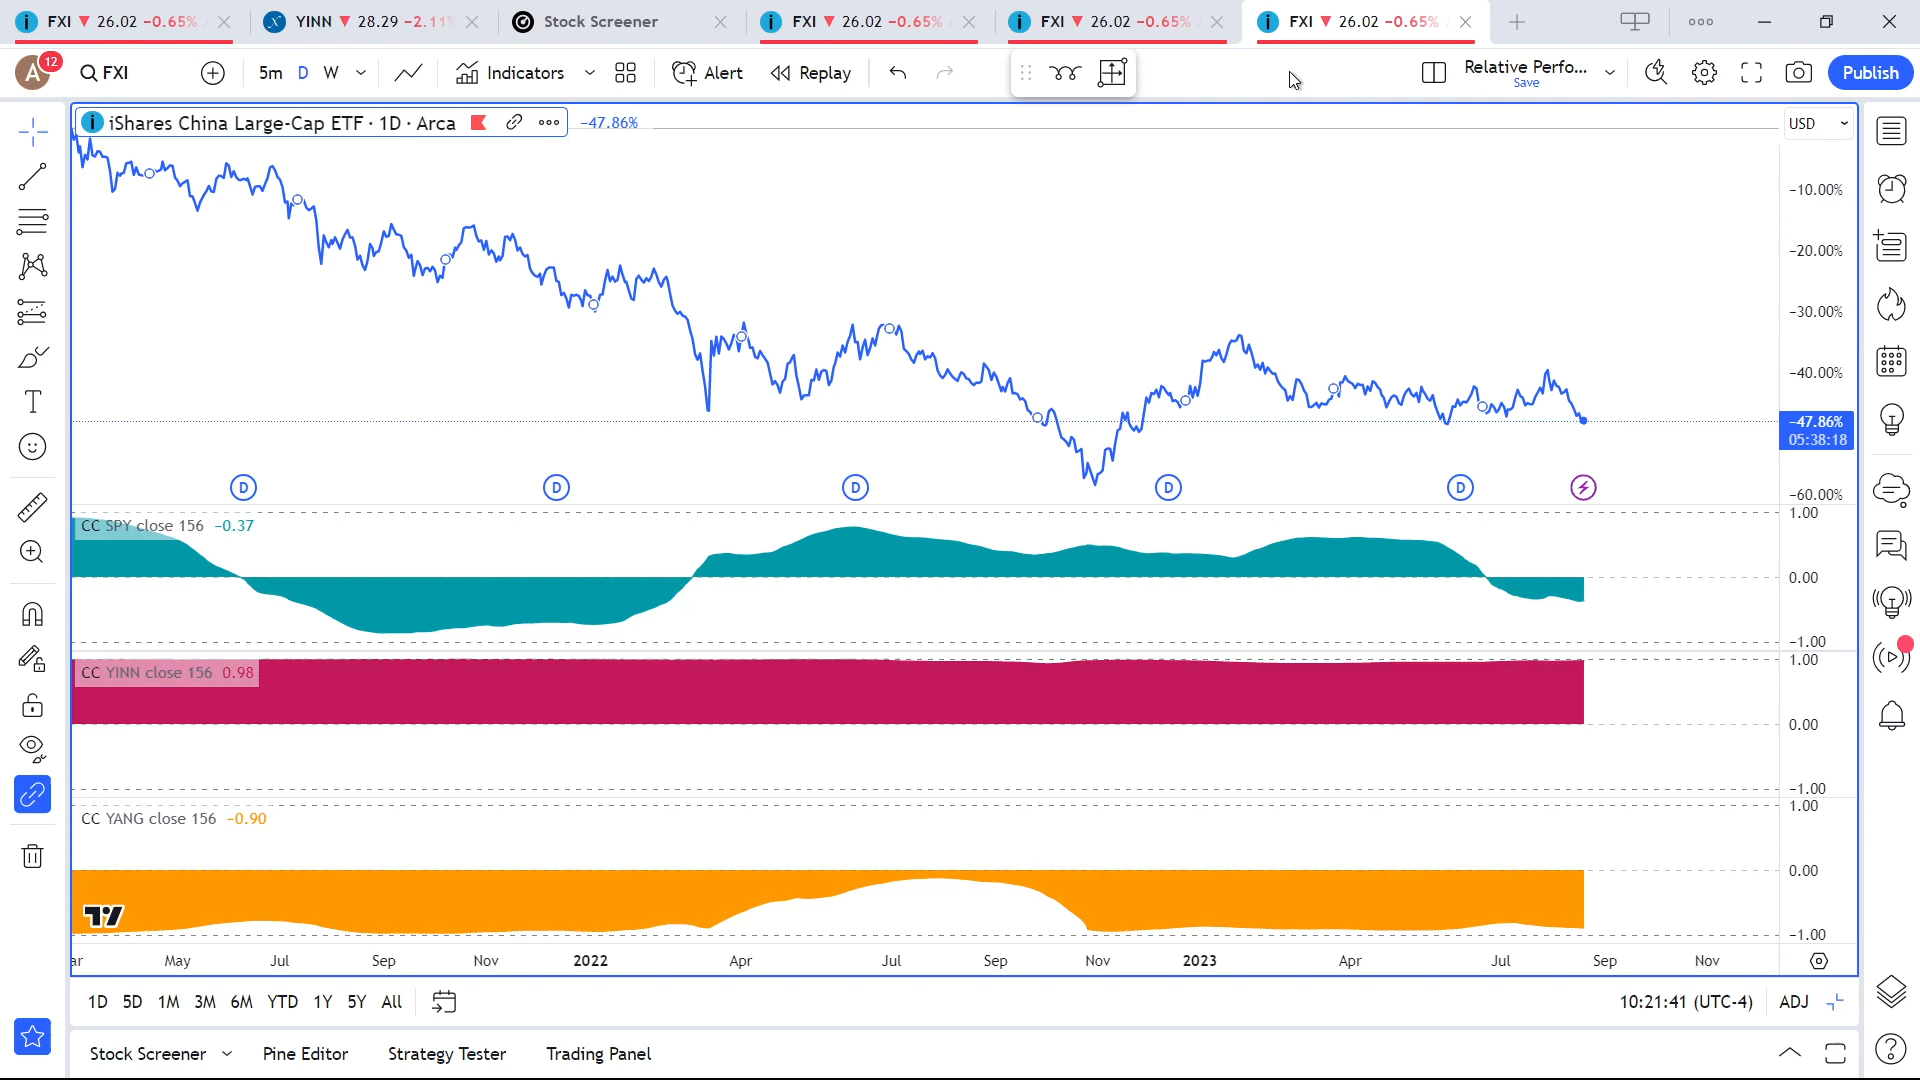 FXI ▼ 26.02 −0.65%
YINN ▼ 28.29 −2.11%
Stock Screener
FXI ▼ 26.02 −0.65%
FXI ▼ 26.02 −0.65%
FXI ▼ 26.02 −0.65%
A
12
FXI
5m
D
W
Indicators
Alert
Replay
Relative Perfo...
Save
Publish
iShares China Large-Cap ETF · 1D · Arca
−47.86%
USD
−10.00%
−20.00%
−30.00%
−40.00%
−47.86%
05:38:18
−60.00%
D
D
D
D
D
CC SPY close 156 −0.37
1.00
0.00
−1.00
CC YINN close 156 0.98
1.00
0.00
−1.00
CC YANG close 156 −0.90
1.00
0.00
−1.00
ar May Jul Sep Nov 2022 Apr Jul Sep Nov 2023 Apr Jul Sep Nov
1D 5D 1M 3M 6M YTD 1Y 5Y All
10:21:41 (UTC-4)
ADJ
Stock Screener
Pine Editor
Strategy Tester
Trading Panel